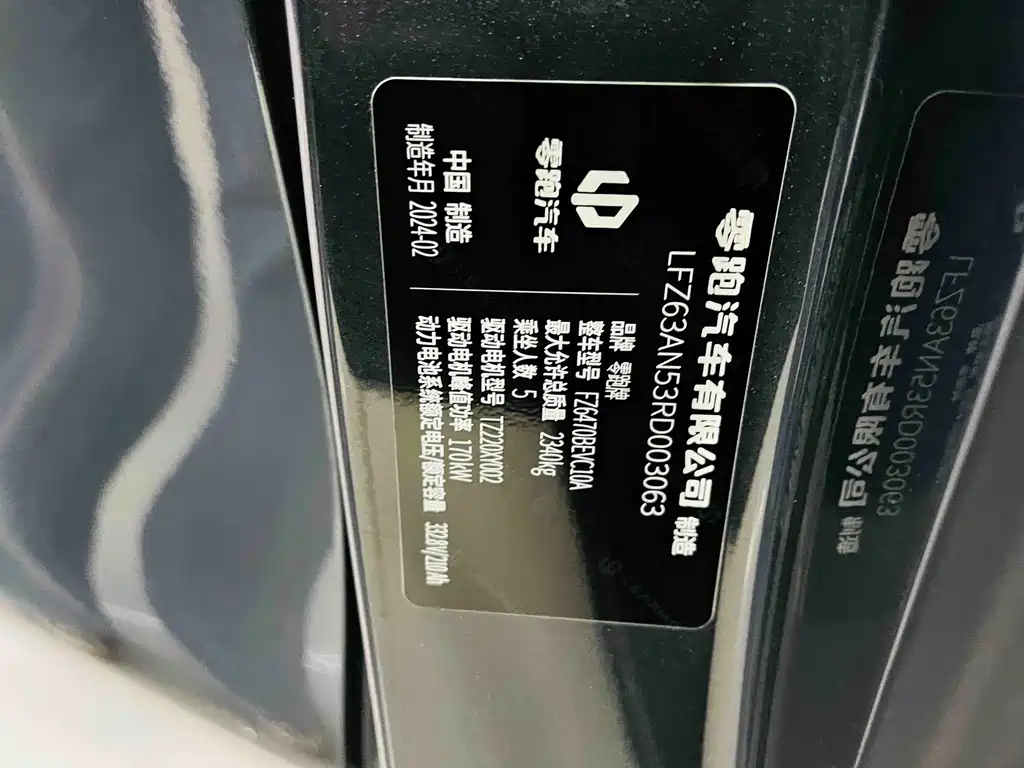 零跑汽车有限公司 制造
LFZ63AN53RD003063
零跑汽车
中国 制造
制造年月 2024-02
品牌 零跑牌
整车型号 FZ6470BEVC10A
最大允许总质量 2340kg
乘坐人数 5
驱动电机型号 TZ220XY002
驱动电机峰值功率 170kW
动力电池系统额定电压/额定容量 332.8V/210Ah